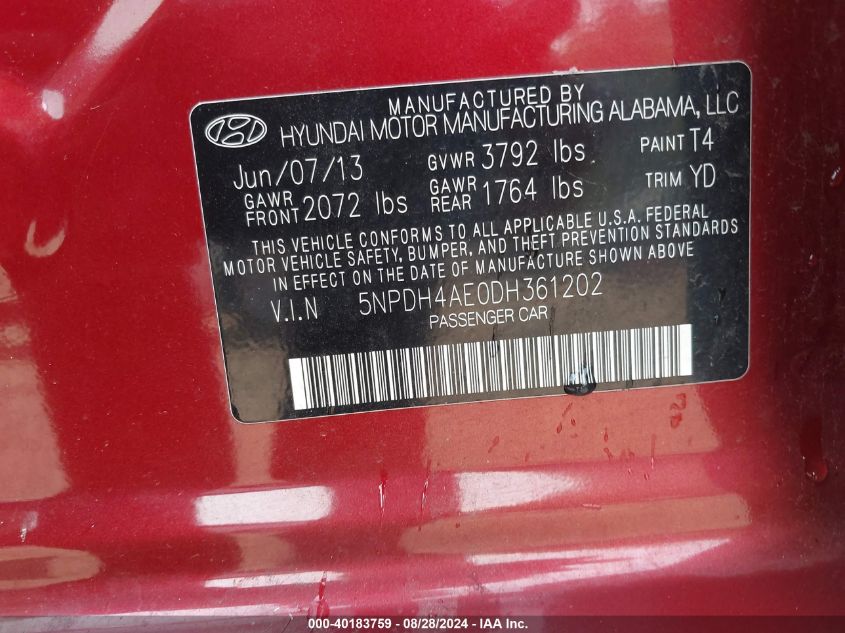 MANUFACTURED BY
HYUNDAI MOTOR MANUFACTURING ALABAMA, LLC
Jun/07/13 GVWR 3792 lbs PAINT T4
GAWR FRONT 2072 lbs GAWR REAR 1764 lbs TRIM YD
THIS VEHICLE CONFORMS TO ALL APPLICABLE U.S.A. FEDERAL
MOTOR VEHICLE SAFETY, BUMPER, AND THEFT PREVENTION STANDARDS
IN EFFECT ON THE DATE OF MANUFACTURE SHOWN ABOVE
V.I.N 5NPDH4AE0DH361202
PASSENGER CAR
000-40183759 | 08/28/2024 - IAA, Inc.